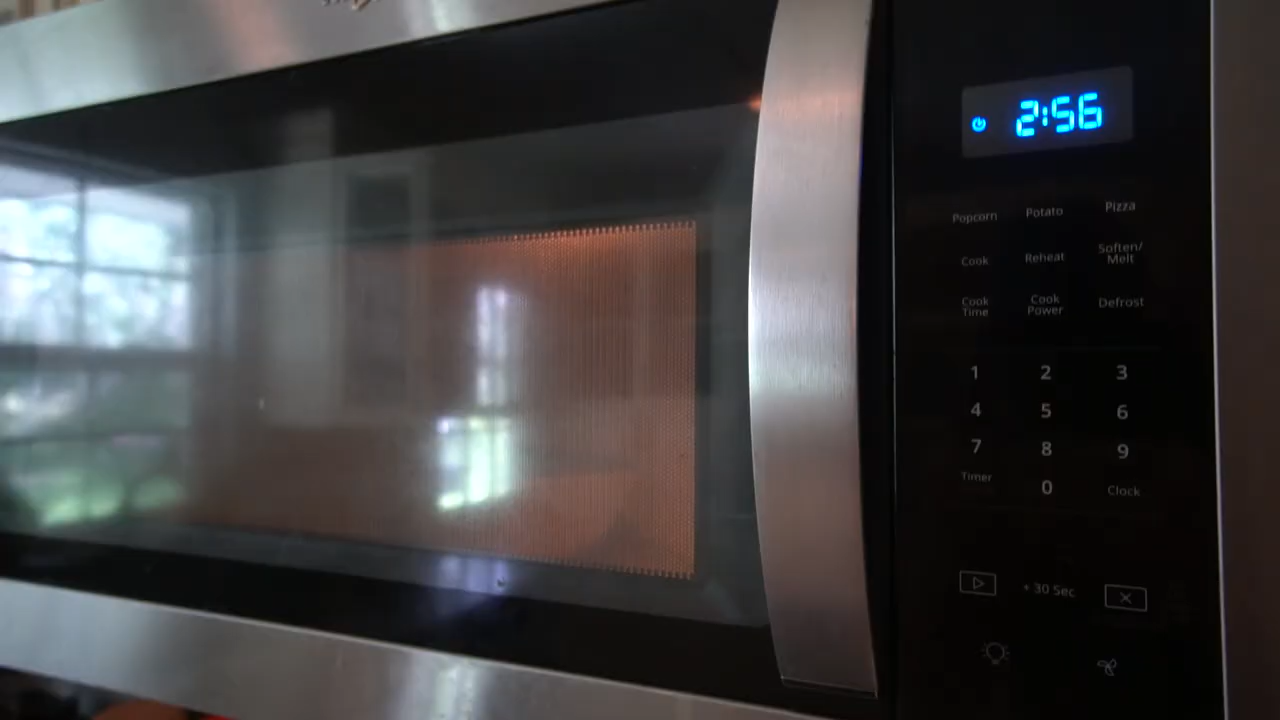 2:56
Popcorn Potato Pizza
Cook Reheat Soften/
Melt
Cook
Time Cook
Power Defrost
1 2 3
4 5 6
7 8 9
Timer 0 Clock
+ 30 Sec